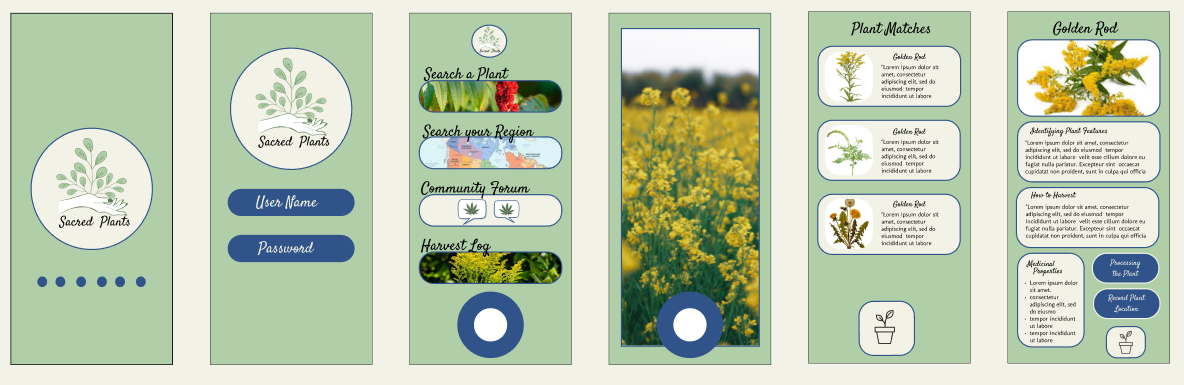 Sacred Plants
Sacred Plants
User Name
Password
Sacred Plants
Search a Plant
Search your Region
Community Forum
Harvest Log
Plant Matches
Golden Rod
"Lorem ipsum dolor sit
amet, consectetur
adipiscing elit, sed do
eiusmod tempor
incididunt ut labore
Golden Rod
"Lorem ipsum dolor sit
amet, consectetur
adipiscing elit, sed do
eiusmod tempor
incididunt ut labore
Golden Rod
"Lorem ipsum dolor sit
amet, consectetur
adipiscing elit, sed do
eiusmod tempor
incididunt ut labore
Golden Rod
Identifying Plant Features
"Lorem ipsum dolor sit amet, consectetur
adipiscing elit, sed do eiusmod tempor
incididunt ut labore velit esse cillum dolore eu
fugiat nulla pariatur. Excepteur sint occaecat
cupidatat non proident, sunt in culpa qui officia
How to Harvest
"Lorem ipsum dolor sit amet, consectetur
adipiscing elit, sed do eiusmod tempor
incididunt ut labore velit esse cillum dolore eu
fugiat nulla pariatur. Excepteur sint occaecat
cupidatat non proident, sunt in culpa qui officia
Medicinal
Properties
• Lorem ipsum dolor
sit amet,
• consectetur
adipiscing elit, sed
do eiusmo
• tempor incididunt
ut labore
• tempor incididunt
ut labore
Processing
the Plant
Record Plant
Location